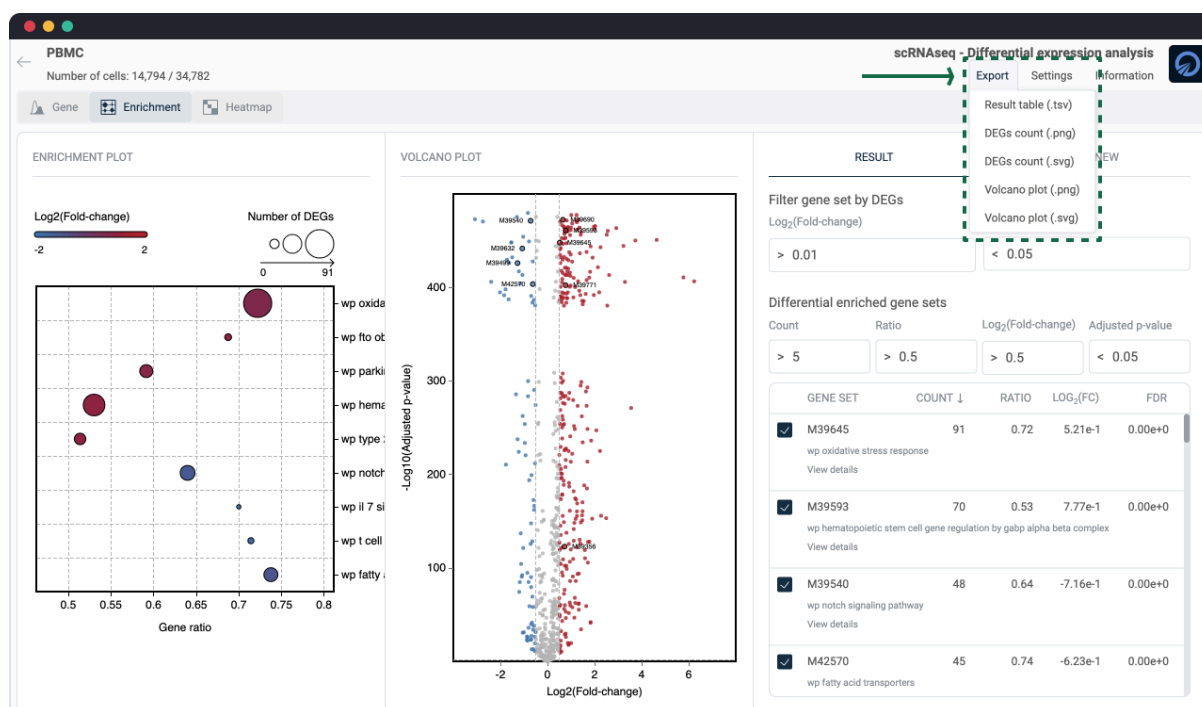 PBMC
Number of cells: 14,794 / 34,782
scRNAseq - Differential expression analysis
Export Settings Information
Gene Enrichment Heatmap
Result table (.tsv)
DEGs count (.png)
DEGs count (.svg)
Volcano plot (.png)
Volcano plot (.svg)
ENRICHMENT PLOT
Log2(Fold-change)
-2 2
Number of DEGs
0 91
wp oxida
wp fto ob
wp parki
wp hema
wp type
wp notch
wp il 7 si
wp t cell
wp fatty
0.5 0.55 0.6 0.65 0.7 0.75 0.8
Gene ratio
VOLCANO PLOT
-Log10(Adjusted p-value)
400
300
200
100
M39540 M39690
M39645
M39632
M42570 M39771
-2 0 2 4 6
Log2(Fold-change)
RESULT
Filter gene set by DEGs
Log2(Fold-change)
> 0.01 < 0.05
Differential enriched gene sets
Count Ratio Log2(Fold-change) Adjusted p-value
> 5 > 0.5 > 0.5 < 0.05
GENE SET COUNT ↓ RATIO LOG2(FC) FDR
M39645 91 0.72 5.21e-1 0.00e+0
wp oxidative stress response
View details
M39593 70 0.53 7.77e-1 0.00e+0
wp hematopoietic stem cell gene regulation by gabp alpha beta complex
View details
M39540 48 0.64 -7.16e-1 0.00e+0
wp notch signaling pathway
View details
M42570 45 0.74 -6.23e-1 0.00e+0
wp fatty acid transporters